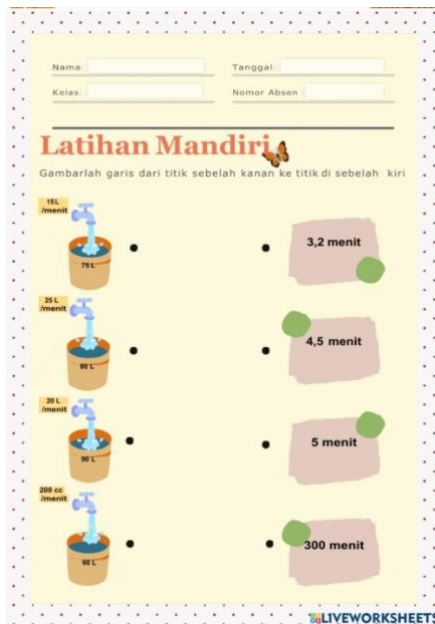 Nama:
Tanggal:
Kelas:
Nomor Absen :
Latihan Mandiri
Gambarlah garis dari titik sebelah kanan ke titik di sebelah kiri
15L
/menit
75 L
3,2 menit
25 L
/menit
80 L
4,5 menit
20 L
/menit
90 L
5 menit
200 cc
/menit
60 L
300 menit
LIVEWORKSHEETS